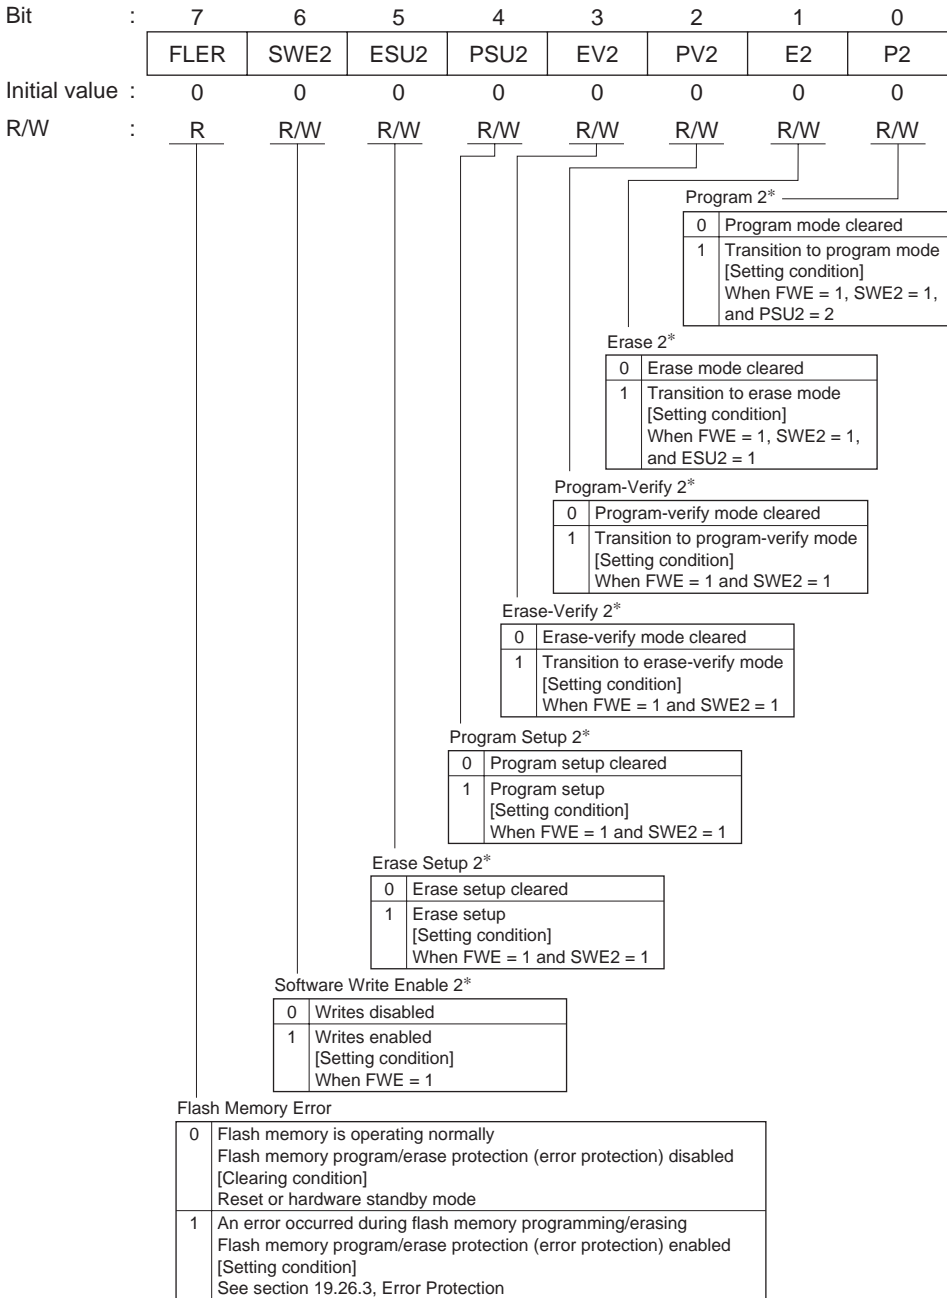 Bit : 7 6 5 4 3 2 1 0
FLER SWE2 ESU2 PSU2 EV2 PV2 E2 P2
Initial value : 0 0 0 0 0 0 0 0
R/W : R R/W R/W R/W R/W R/W R/W R/W
Program 2*
0 Program mode cleared
1 Transition to program mode
[Setting condition]
When FWE = 1, SWE2 = 1,
and PSU2 = 2
Erase 2*
0 Erase mode cleared
1 Transition to erase mode
[Setting condition]
When FWE = 1, SWE2 = 1,
and ESU2 = 1
Program-Verify 2*
0 Program-verify mode cleared
1 Transition to program-verify mode
[Setting condition]
When FWE = 1 and SWE2 = 1
Erase-Verify 2*
0 Erase-verify mode cleared
1 Transition to erase-verify mode
[Setting condition]
When FWE = 1 and SWE2 = 1
Program Setup 2*
0 Program setup cleared
1 Program setup
[Setting condition]
When FWE = 1 and SWE2 = 1
Erase Setup 2*
0 Erase setup cleared
1 Erase setup
[Setting condition]
When FWE = 1 and SWE2 = 1
Software Write Enable 2*
0 Writes disabled
1 Writes enabled
[Setting condition]
When FWE = 1
Flash Memory Error
0 Flash memory is operating normally
Flash memory program/erase protection (error protection) disabled
[Clearing condition]
Reset or hardware standby mode
1 An error occurred during flash memory programming/erasing
Flash memory program/erase protection (error protection) enabled
[Setting condition]
See section 19.26.3, Error Protection